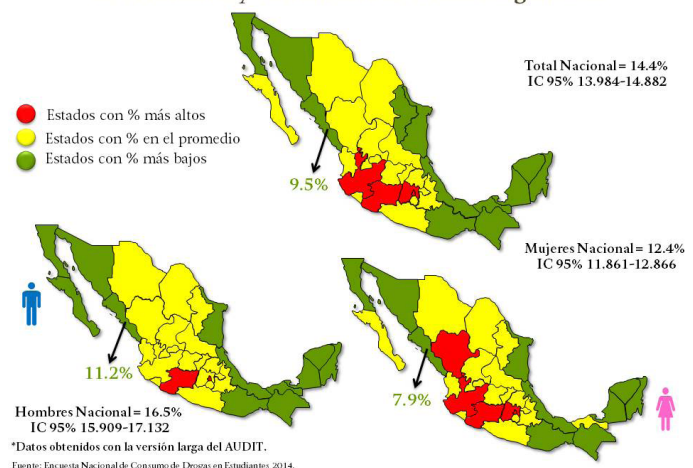 Total Nacional= 14.4%
IC 95% 13.984-14.882
Estados con % más altos
Estados con % en el promedio
Estados con % más bajos
9.5%
Mujeres Nacional= 12.4%
IC 95% 11.861-12.866
11.2%
7.9%
Hombres Nacional= 16.5%
IC 95% 15.909-17.132
*Datos obtenidos con la versión larga del AUDIT.
Fuente: Encuesta Nacional de Consumo de Drogas en Estudiantes 2014.